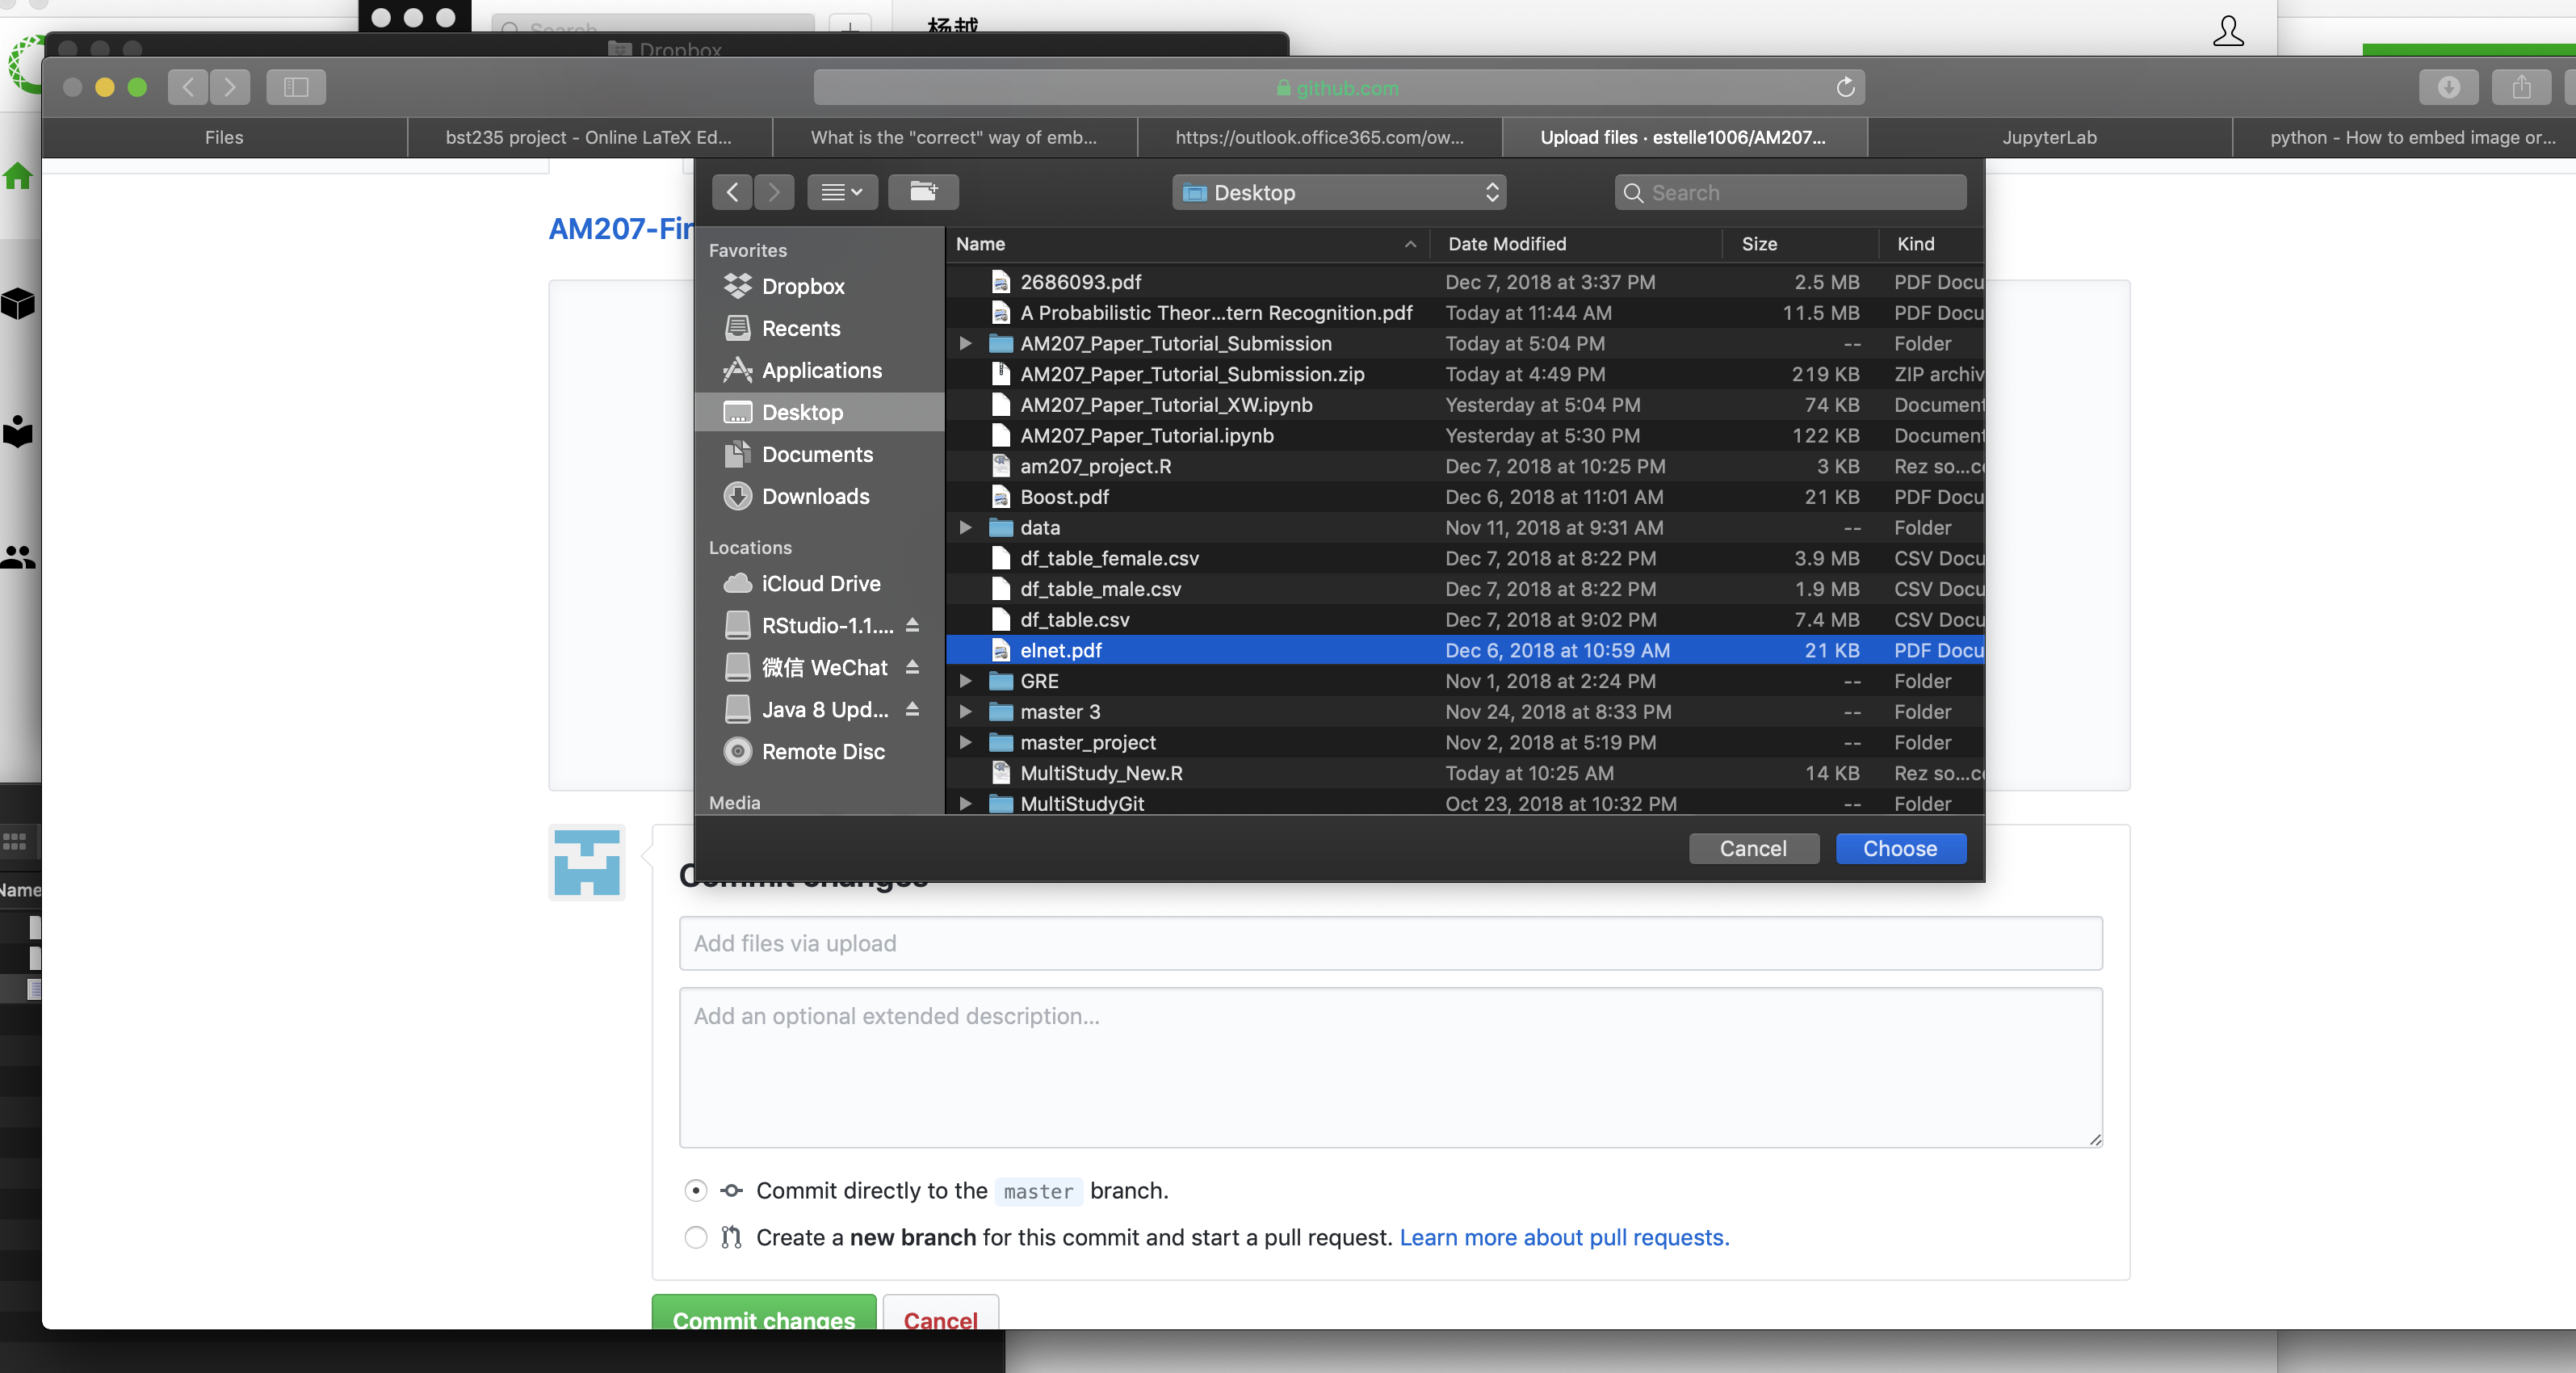 Search
杨越
Dropbox
github.com
Files
bst235 project - Online LaTeX Ed...
What is the "correct" way of emb...
https://outlook.office365.com/ow...
Upload files · estelle1006/AM207...
JupyterLab
python - How to embed image or...
Desktop
Search
AM207-Fir
Favorites
Dropbox
Recents
Applications
Desktop
Documents
Downloads
Locations
iCloud Drive
RStudio-1.1....
微信 WeChat
Java 8 Upd...
Remote Disc
Media
Name Date Modified Size Kind
2686093.pdf Dec 7, 2018 at 3:37 PM 2.5 MB PDF Docu
A Probabilistic Theor...tern Recognition.pdf Today at 11:44 AM 11.5 MB PDF Docu
AM207_Paper_Tutorial_Submission Today at 5:04 PM -- Folder
AM207_Paper_Tutorial_Submission.zip Today at 4:49 PM 219 KB ZIP archiv
AM207_Paper_Tutorial_XW.ipynb Yesterday at 5:04 PM 74 KB Document
AM207_Paper_Tutorial.ipynb Yesterday at 5:30 PM 122 KB Document
am207_project.R Dec 7, 2018 at 10:25 PM 3 KB Rez so...ce
Boost.pdf Dec 6, 2018 at 11:01 AM 21 KB PDF Docu
data Nov 11, 2018 at 9:31 AM -- Folder
df_table_female.csv Dec 7, 2018 at 8:22 PM 3.9 MB CSV Docu
df_table_male.csv Dec 7, 2018 at 8:22 PM 1.9 MB CSV Docu
df_table.csv Dec 7, 2018 at 9:02 PM 7.4 MB CSV Docu
elnet.pdf Dec 6, 2018 at 10:59 AM 21 KB PDF Docu
GRE Nov 1, 2018 at 2:24 PM -- Folder
master 3 Nov 24, 2018 at 8:33 PM -- Folder
master_project Nov 2, 2018 at 5:19 PM -- Folder
MultiStudy_New.R Today at 10:25 AM 14 KB Rez so...ce
MultiStudyGit Oct 23, 2018 at 10:32 PM -- Folder
Cancel Choose
Name
Commit changes
Add files via upload
Add an optional extended description...
Commit directly to the master branch.
Create a new branch for this commit and start a pull request. Learn more about pull requests.
Commit changes Cancel